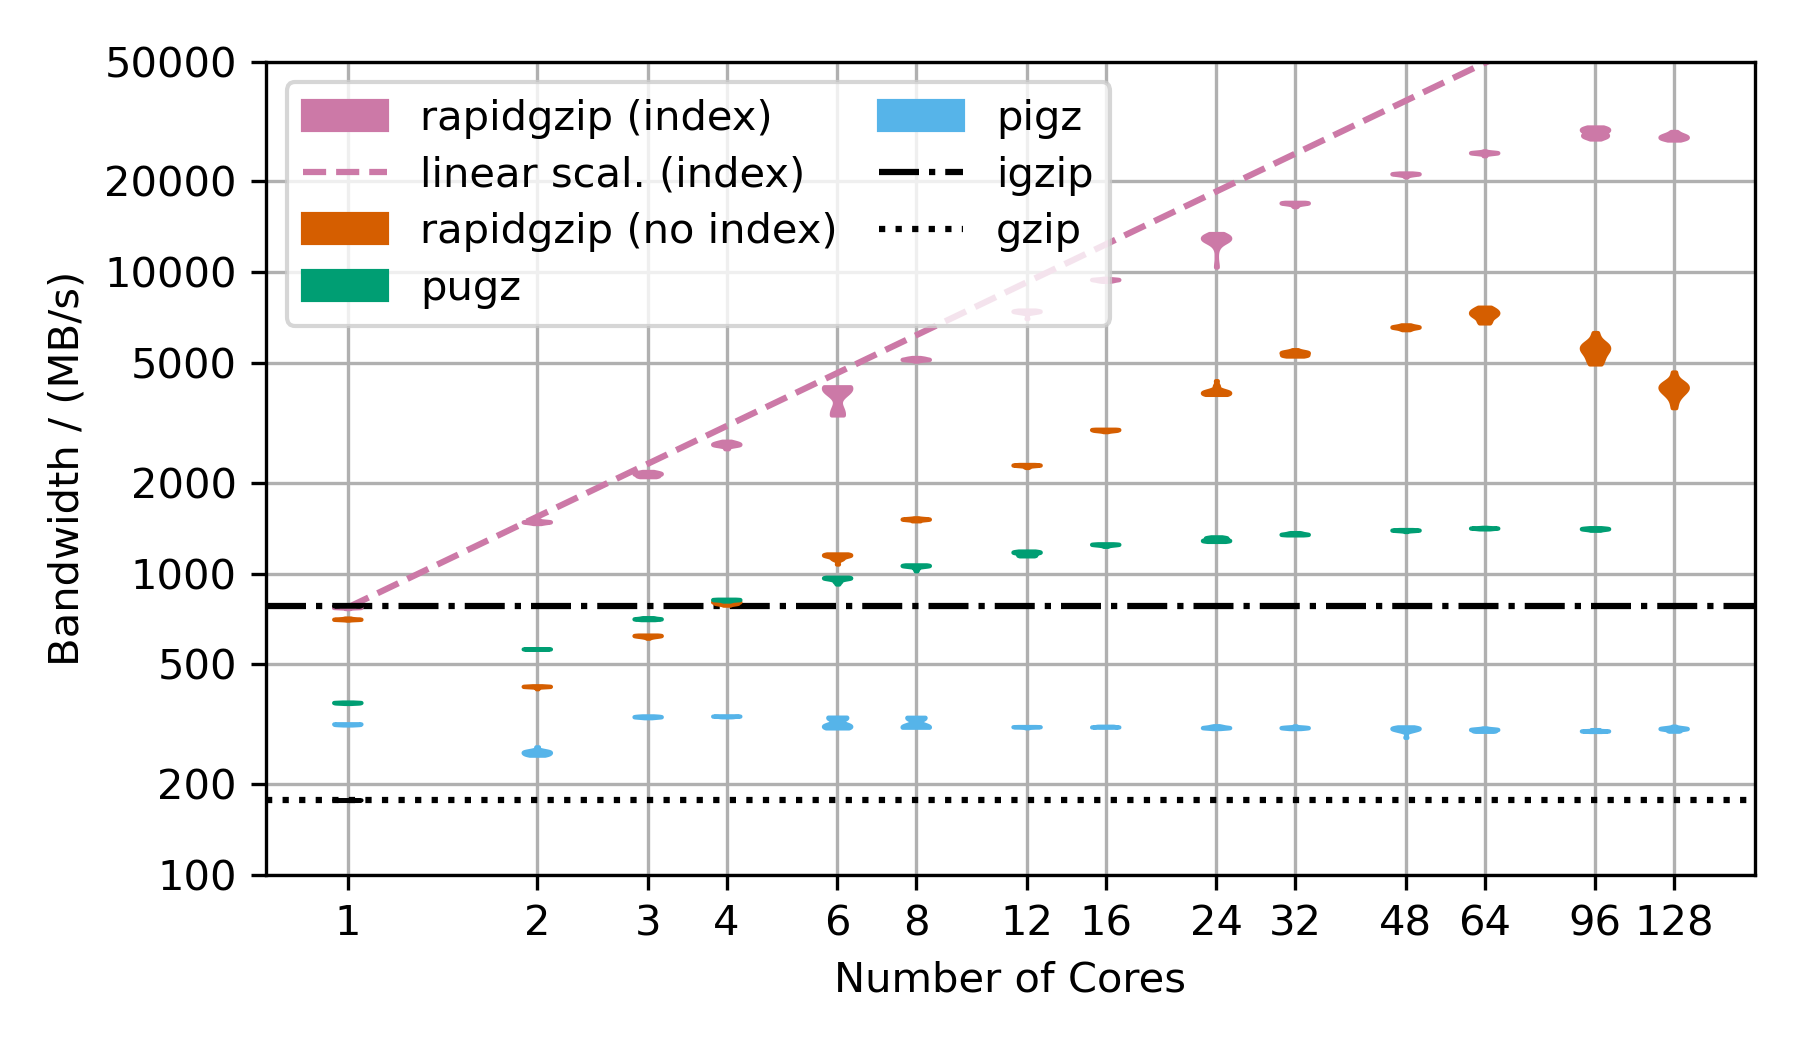 50000
20000
10000
5000
2000
1000
500
200
100
Bandwidth / (MB/s)
rapidgzip (index)
linear scal. (index)
rapidgzip (no index)
pugz
pigz
igzip
gzip
1 2 3 4 6 8 12 16 24 32 48 64 96 128
Number of Cores